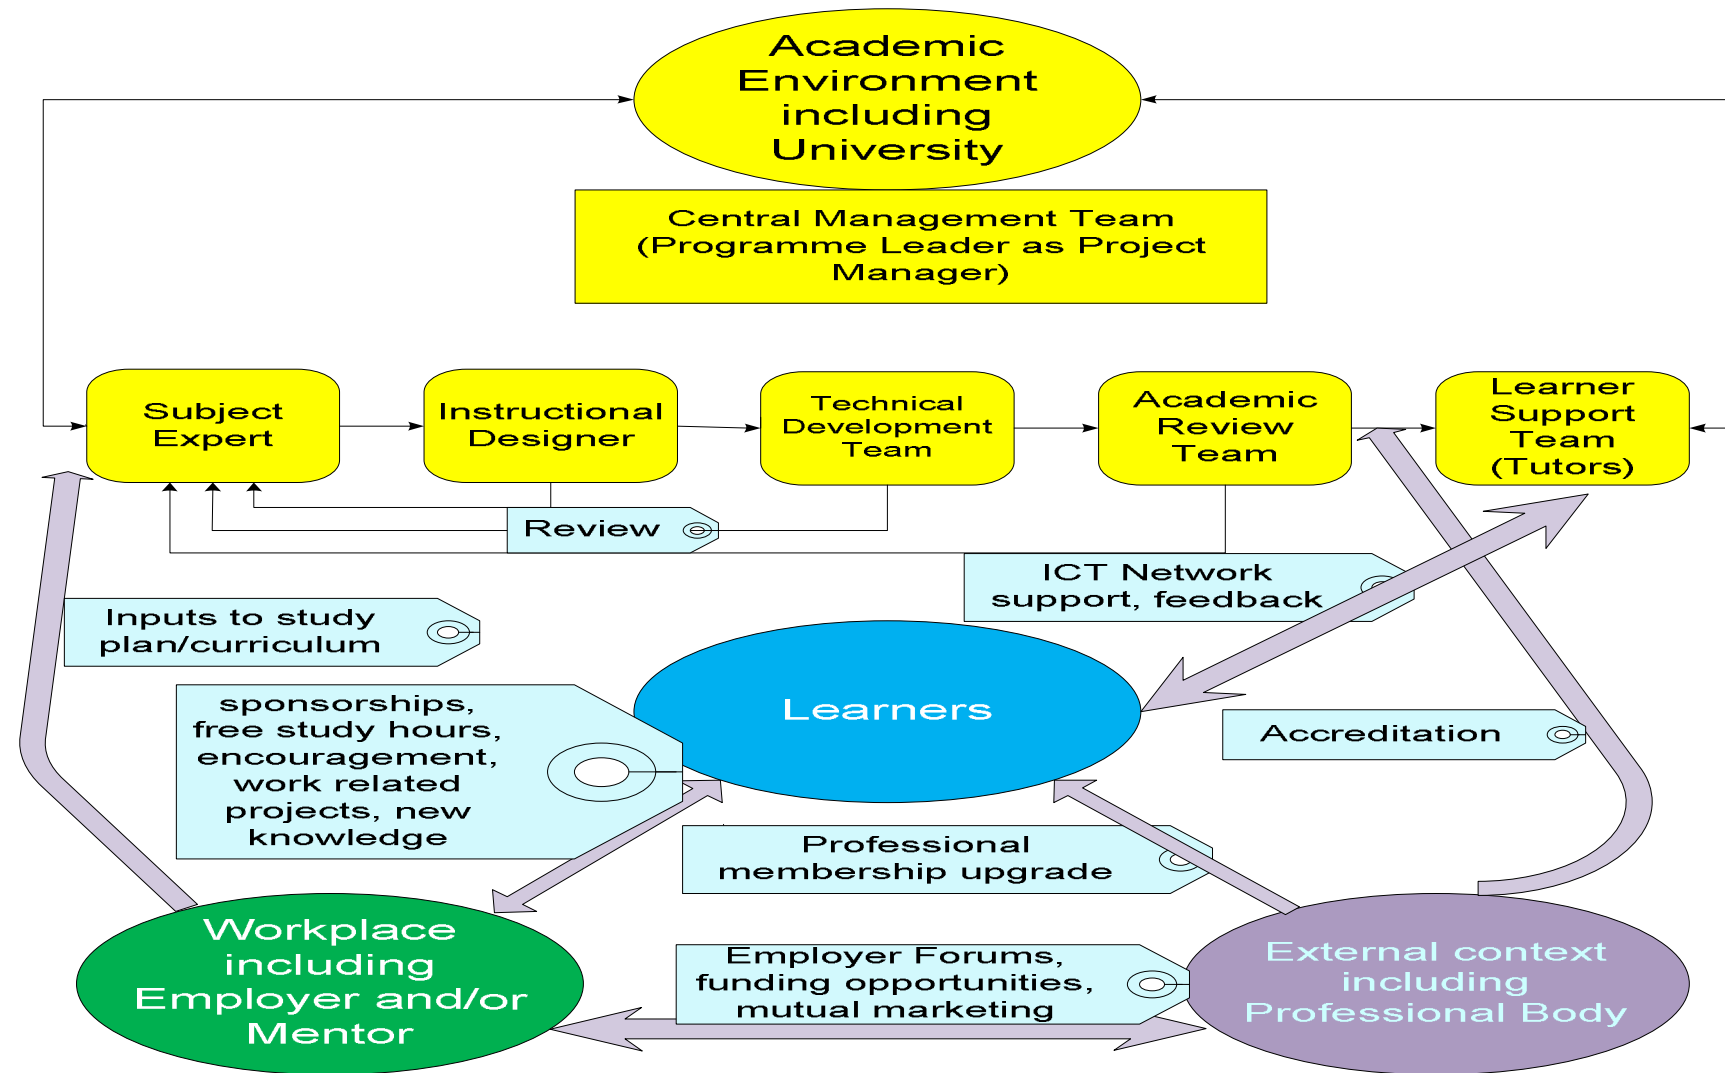 Academic
Environment
including
University
Central Management Team
(Programme Leader as Project
Manager)
Subject
Expert
Instructional
Designer
Technical
Development
Team
Academic
Review
Team
Learner
Support
Team
(Tutors)
Review
ICT Network
support, feedback
Inputs to study
plan/curriculum
sponsorships,
free study hours,
encouragement,
work related
projects, new
knowledge
Learners
Accreditation
Professional
membership upgrade
Workplace
including
Employer and/or
Mentor
Employer Forums,
funding opportunities,
mutual marketing
External context
including
Professional Body